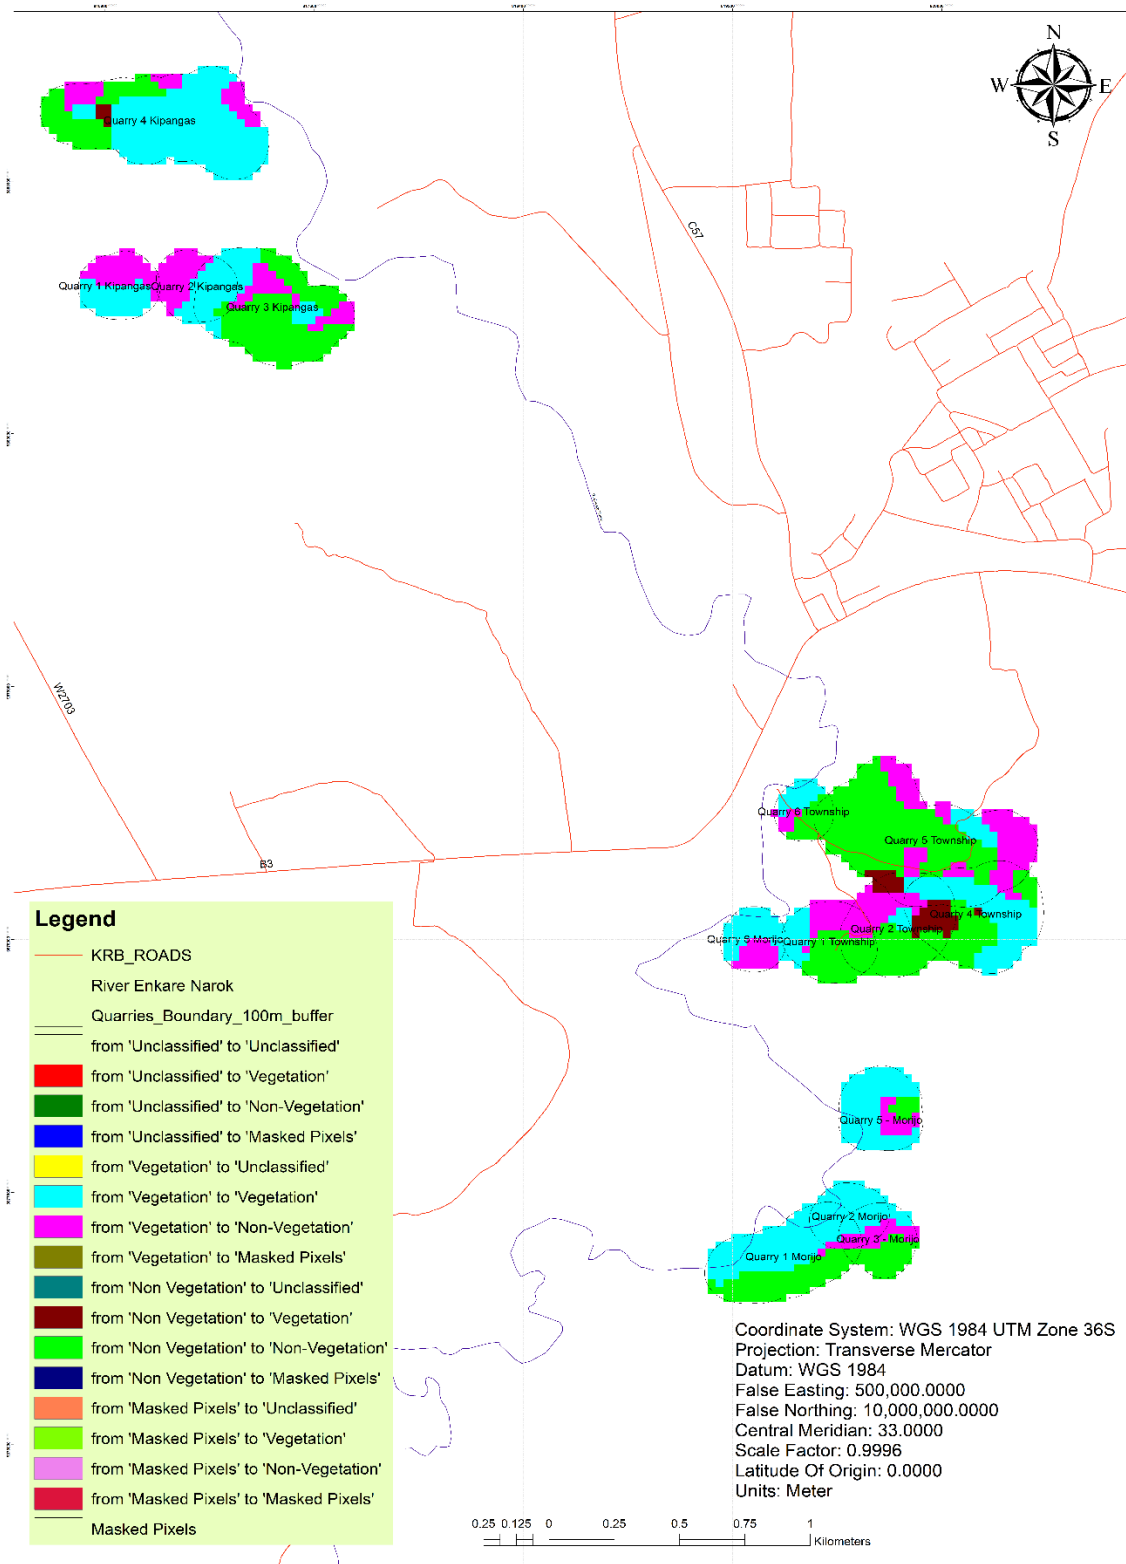 N
W E
S
Quarry 4 Kipangas
C57
Quarry 1 Kipangas
Quarry 2 Kipangas
Quarry 3 Kipangas
W2703
B3
Quarry 6 Township
Quarry 5 Township
Quarry 4 Township
Quarry 2 Township
Quarry 1 Township
Quarry 5 - Morijo
Quarry 2 Morijo
Quarry 3 - Morijo
Quarry 1 Morijo
Legend
KRB_ROADS
River Enkare Narok
Quarries_Boundary_100m_buffer
from 'Unclassified' to 'Unclassified'
from 'Unclassified' to 'Vegetation'
from 'Unclassified' to 'Non-Vegetation'
from 'Unclassified' to 'Masked Pixels'
from 'Vegetation' to 'Unclassified'
from 'Vegetation' to 'Vegetation'
from 'Vegetation' to 'Non-Vegetation'
from 'Vegetation' to 'Masked Pixels'
from 'Non Vegetation' to 'Unclassified'
from 'Non Vegetation' to 'Vegetation'
from 'Non Vegetation' to 'Non-Vegetation'
from 'Non Vegetation' to 'Masked Pixels'
from 'Masked Pixels' to 'Unclassified'
from 'Masked Pixels' to 'Vegetation'
from 'Masked Pixels' to 'Non-Vegetation'
from 'Masked Pixels' to 'Masked Pixels'
Masked Pixels
Coordinate System: WGS 1984 UTM Zone 36S
Projection: Transverse Mercator
Datum: WGS 1984
False Easting: 500,000.0000
False Northing: 10,000,000.0000
Central Meridian: 33.0000
Scale Factor: 0.9996
Latitude Of Origin: 0.0000
Units: Meter
0.25 0.125 0 0.25 0.5 0.75 1
Kilometers